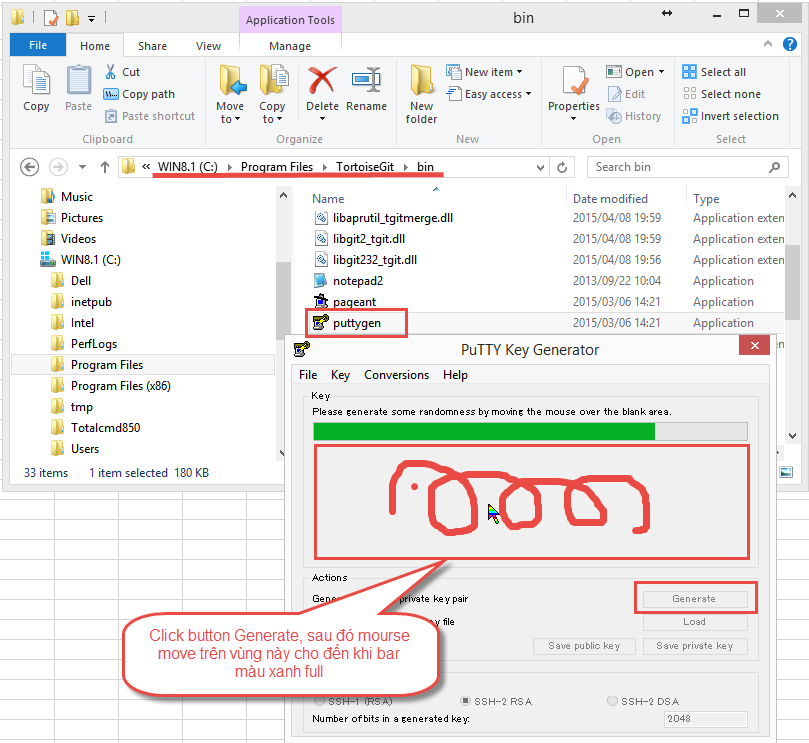 Application Tools
bin
File
Home
Share
View
Manage
Copy
Paste
Cut
Copy path
Paste shortcut
Clipboard
Move to
Copy to
Delete
Rename
Organize
New folder
New item
Easy access
New
Properties
Open
Edit
History
Open
Select all
Select none
Invert selection
Select
« WIN8.1 (C:) Program Files TortoiseGit bin
Search bin
Music
Pictures
Videos
WIN8.1 (C:)
Dell
inetpub
Intel
PerfLogs
Program Files
Program Files (x86)
tmp
Totalcmd850
Users
Name Date modified Type
libaprutil_tgitmerge.dll 2015/04/08 19:59 Application exten
libgit2_tgit.dll 2015/04/08 19:59 Application exten
libgit232_tgit.dll 2015/04/08 19:56 Application exten
notepad2 2013/09/22 10:04 Application
pageant 2015/03/06 14:21 Application
puttygen 2015/03/06 14:21 Application
33 items 1 item selected 180 KB
PuTTY Key Generator
File Key Conversions Help
Key
Please generate some randomness by moving the mouse over the blank area.
Actions
private key pair
Generate
file
Load
Save public key
Save private key
Click button Generate, sau đó mourse
move trên vùng này cho đến khi bar
màu xanh full
SSH-1 (RSA)
SSH-2 RSA
SSH-2 DSA
Number of bits in a generated key:
2048